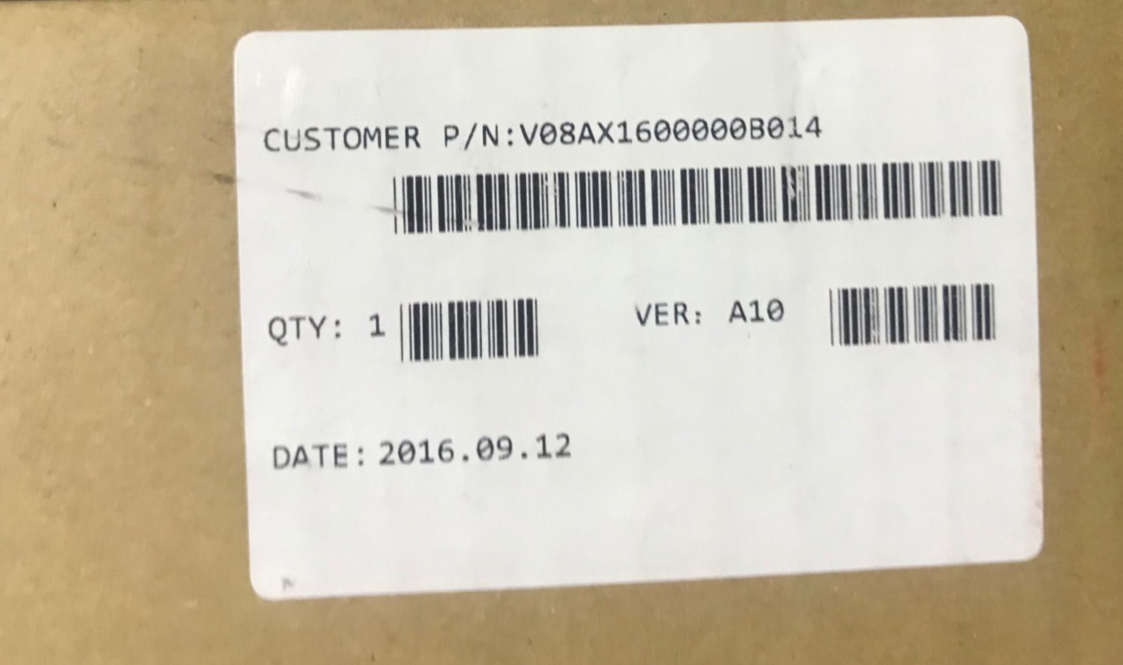 CUSTOMER P/N:V08AX1600000B014
QTY: 1 VER: A10
DATE: 2016.09.12